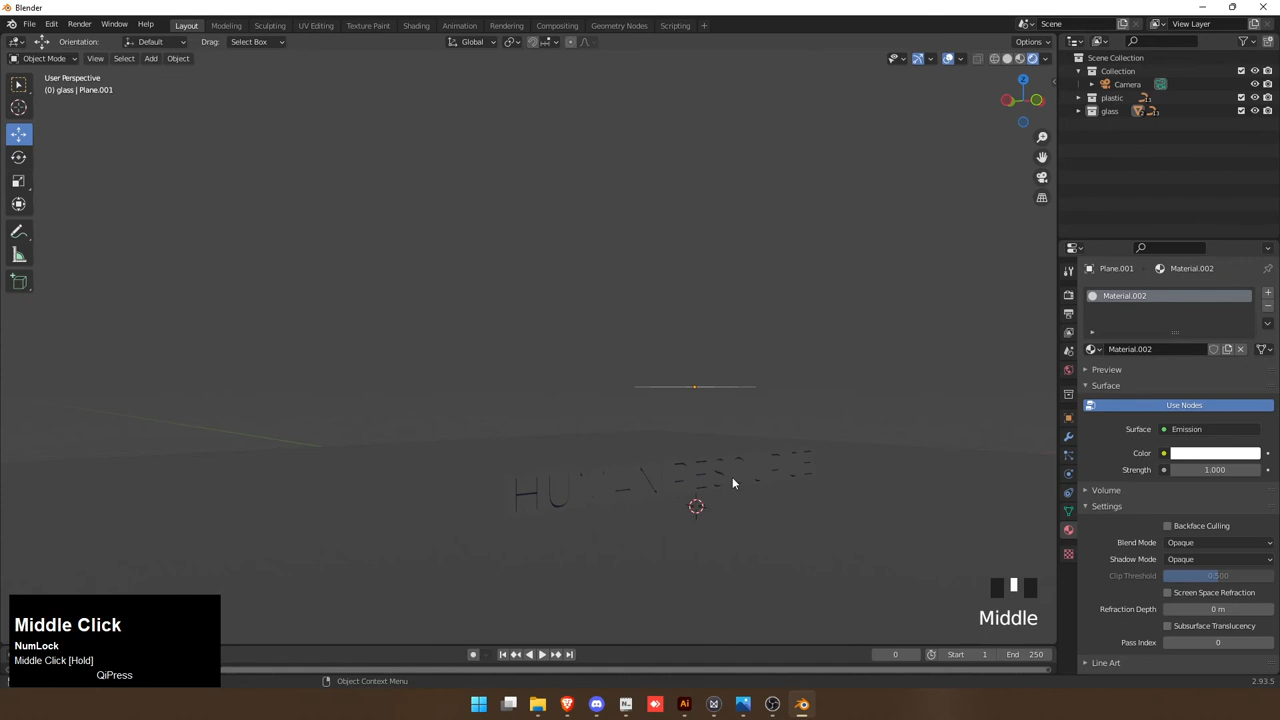 Blender
File Edit Render Window Help Layout Modeling Sculpting UV Editing Texture Paint Shading Animation Rendering Compositing Geometry Nodes Scripting + Scene View Layer
Orientation: Default Drag: Select Box Global Options
Object Mode View Select Add Object
User Perspective
(0) glass | Plane.001
Scene Collection
Collection
Camera
plastic
glass
Plane.001 Material.002
Material.002
Material.002
Preview
Surface
Use Nodes
Surface Emission
Color
Strength 1.000
Volume
Settings
Backface Culling
Blend Mode Opaque
Shadow Mode Opaque
Clip Threshold 0.500
Screen Space Refraction
Refraction Depth 0 m
Subsurface Translucency
Pass Index 0
Line Art
Middle
Middle Click
NumLock
Middle Click [Hold]
QiPress
0 Start 1 End 250
Object Context Menu
2.93.5